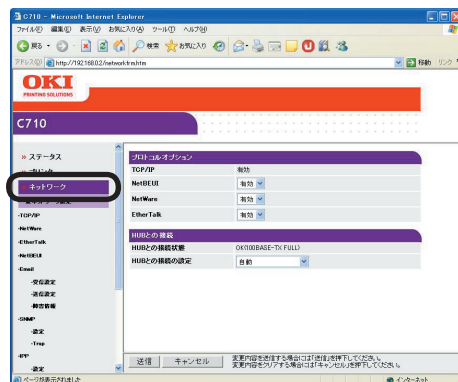 C710 - Microsoft Internet Explorer
ファイル(F) 編集(E) 表示(V) お気に入り(A) ツール(T) ヘルプ(H)
戻る 検索 お気に入り
アドレス(D) http://192.168.0.2/networkfrm.htm 移動 リンク
OKI
PRINTING SOLUTIONS
C710
» ステータス
» ネットワーク
-TCP/IP
-NetWare
-EtherTalk
-NetBEUI
-Email
-受信設定
-送信設定
-障害情報
-SNMP
-設定
-Trap
-IPP
-設定
プロトコルオプション
TCP/IP 有効
NetBEUI 有効
NetWare 有効
EtherTalk 有効
HUBとの接続
HUBとの接続状態 OK(100BASE-TX FULL)
HUBとの接続の設定 自動
送信 キャンセル 変更内容を送信する場合には「送信」を押下してください。
変更内容をクリアする場合には「キャンセル」を押下してください。
ページが表示されました インターネット